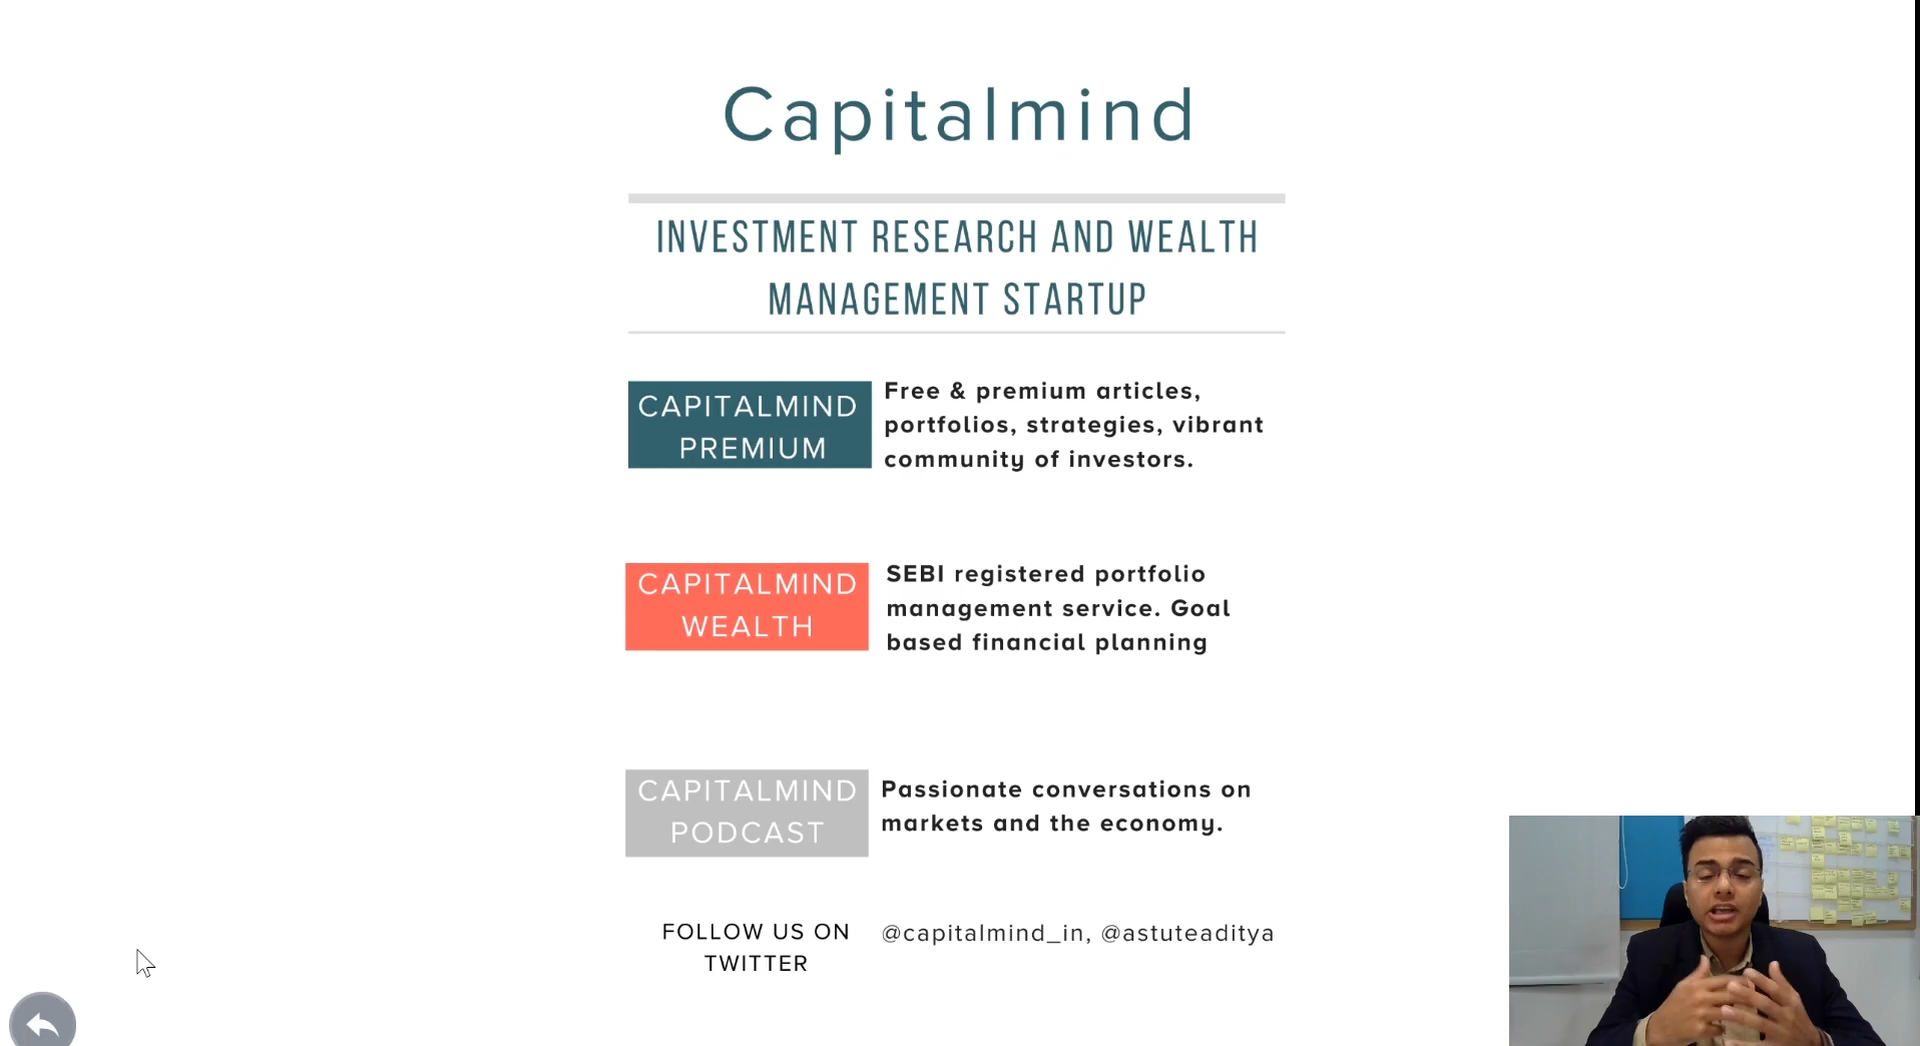 Capitalmind
INVESTMENT RESEARCH AND WEALTH
MANAGEMENT STARTUP
CAPITALMIND
PREMIUM
Free & premium articles,
portfolios, strategies, vibrant
community of investors.
CAPITALMIND
WEALTH
SEBI registered portfolio
management service. Goal
based financial planning
CAPITALMIND
PODCAST
Passionate conversations on
markets and the economy.
FOLLOW US ON
TWITTER
@capitalmind_in, @astuteaditya